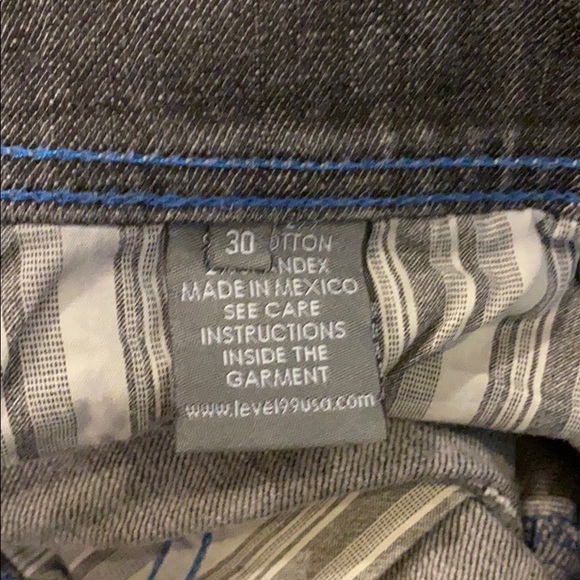 30
MADE IN MEXICO
SEE CARE
INSTRUCTIONS
INSIDE THE
GARMENT
www.level99usa.com